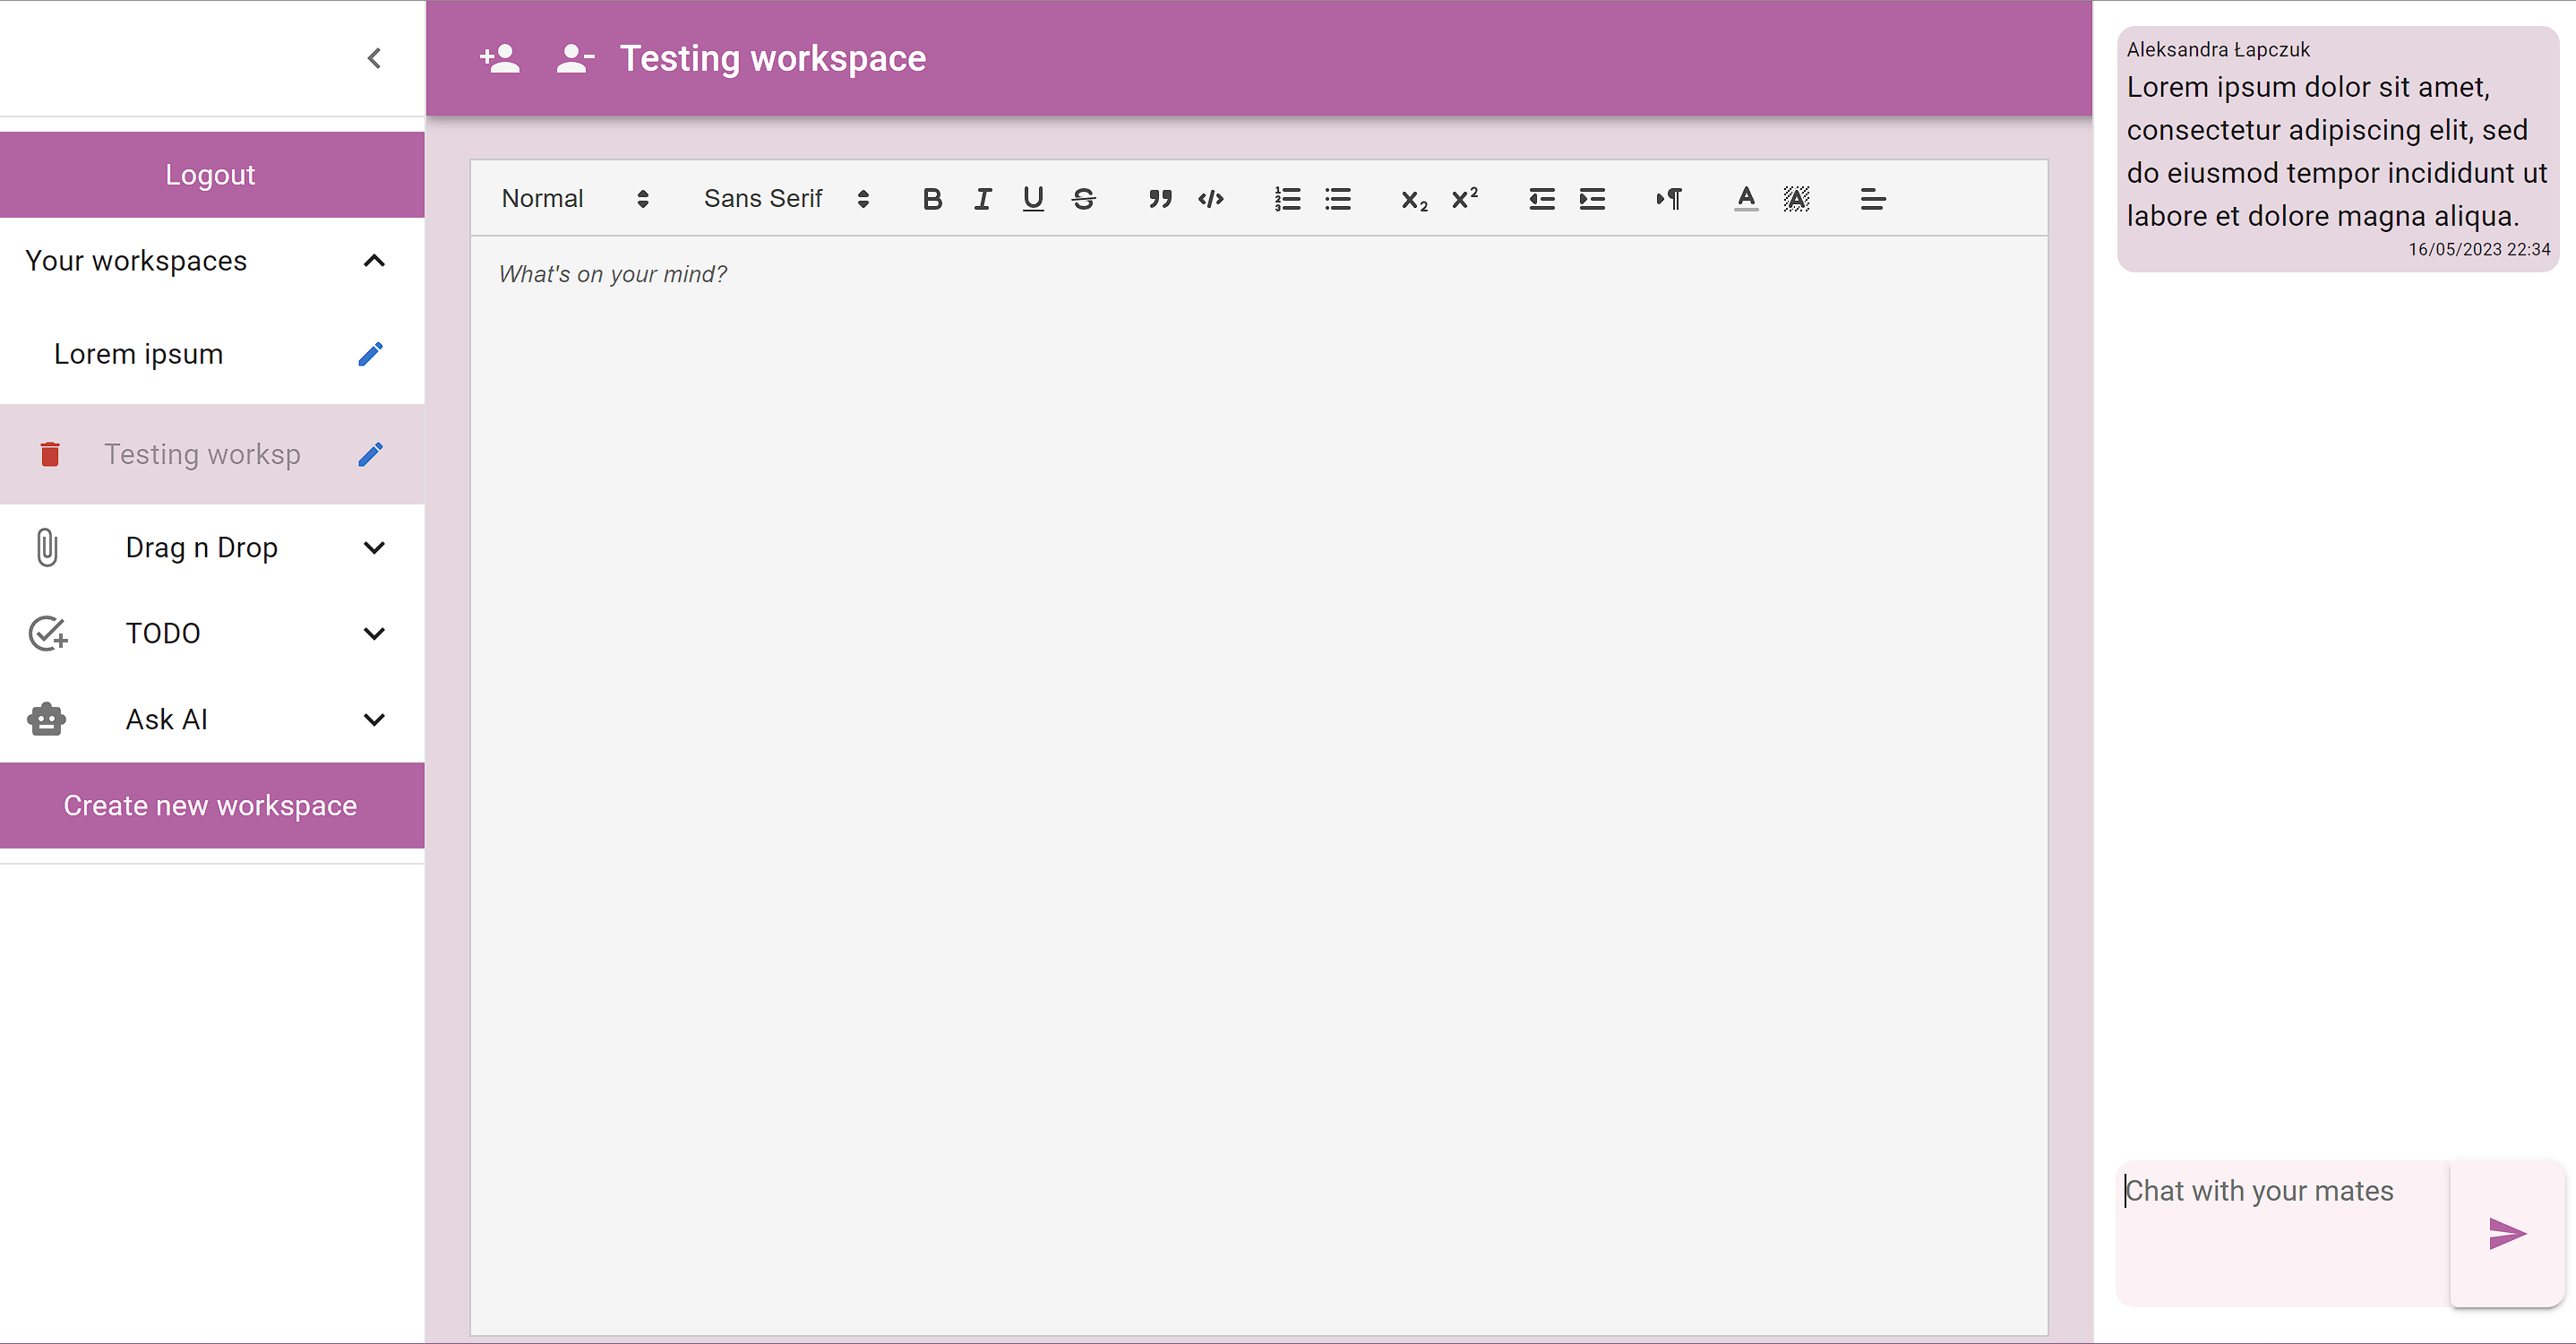 Logout
Your workspaces
Lorem ipsum
Testing worksp
Drag n Drop
TODO
Ask AI
Create new workspace
Testing workspace
Normal Sans Serif
What's on your mind?
Aleksandra Łapczuk
Lorem ipsum dolor sit amet,
consectetur adipiscing elit, sed
do eiusmod tempor incididunt ut
labore et dolore magna aliqua.
16/05/2023 22:34
Chat with your mates